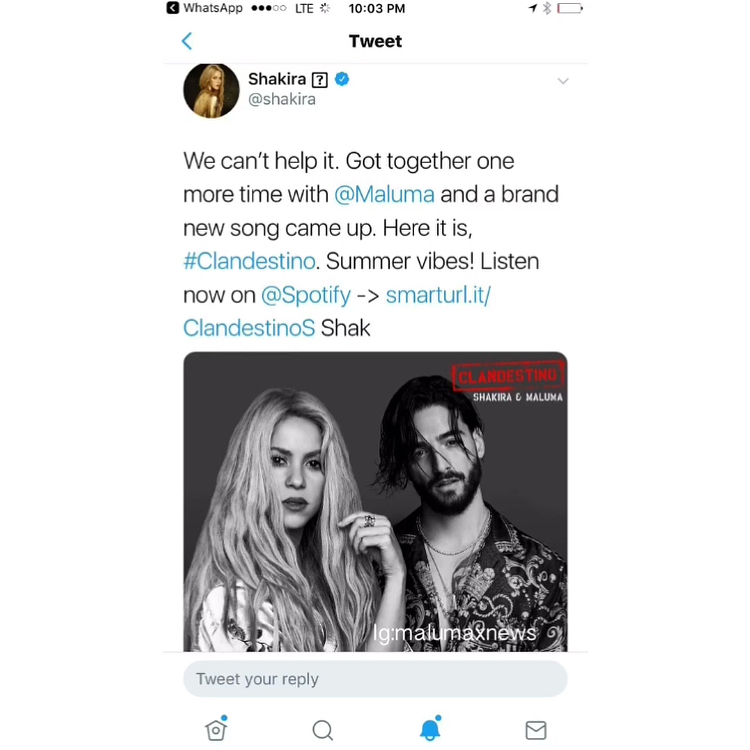 WhatsApp LTE 10:03 PM
Tweet
Shakira ? 
@shakira
We can't help it. Got together one
more time with @Maluma and a brand
new song came up. Here it is,
#Clandestino. Summer vibes! Listen
now on @Spotify -> smarturl.it/
ClandestinoS Shak
CLANDESTINO
SHAKIRA & MALUMA
Ig:malumaxnews
Tweet your reply